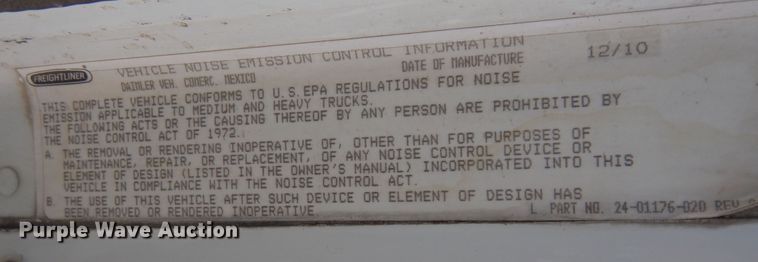 FREIGHTLINER
VEHICLE NOISE EMISSION CONTROL INFORMATION
DAIMLER VEH. COMERC. MEXICO DATE OF MANUFACTURE 12/10
THIS COMPLETE VEHICLE CONFORMS TO U.S.EPA REGULATIONS FOR NOISE
EMISSION APPLICABLE TO MEDIUM AND HEAVY TRUCKS.
THE FOLLOWING ACTS OR THE CAUSING THEREOF BY ANY PERSON ARE PROHIBITED BY
THE NOISE CONTROL ACT OF 1972.
A. THE REMOVAL OR RENDERING INOPERATIVE OF, OTHER THAN FOR PURPOSES OF
MAINTENANCE, REPAIR, OR REPLACEMENT, OF ANY NOISE CONTROL DEVICE OR
ELEMENT OF DESIGN (LISTED IN THE OWNER'S MANUAL) INCORPORATED INTO THIS
VEHICLE IN COMPLIANCE WITH THE NOISE CONTROL ACT.
B. THE USE OF THIS VEHICLE AFTER SUCH DEVICE OR ELEMENT OF DESIGN HAS
BEEN REMOVED OR RENDERED INOPERATIVE.
L PART NO. 24-01176-020 REV
Purple Wave Auction